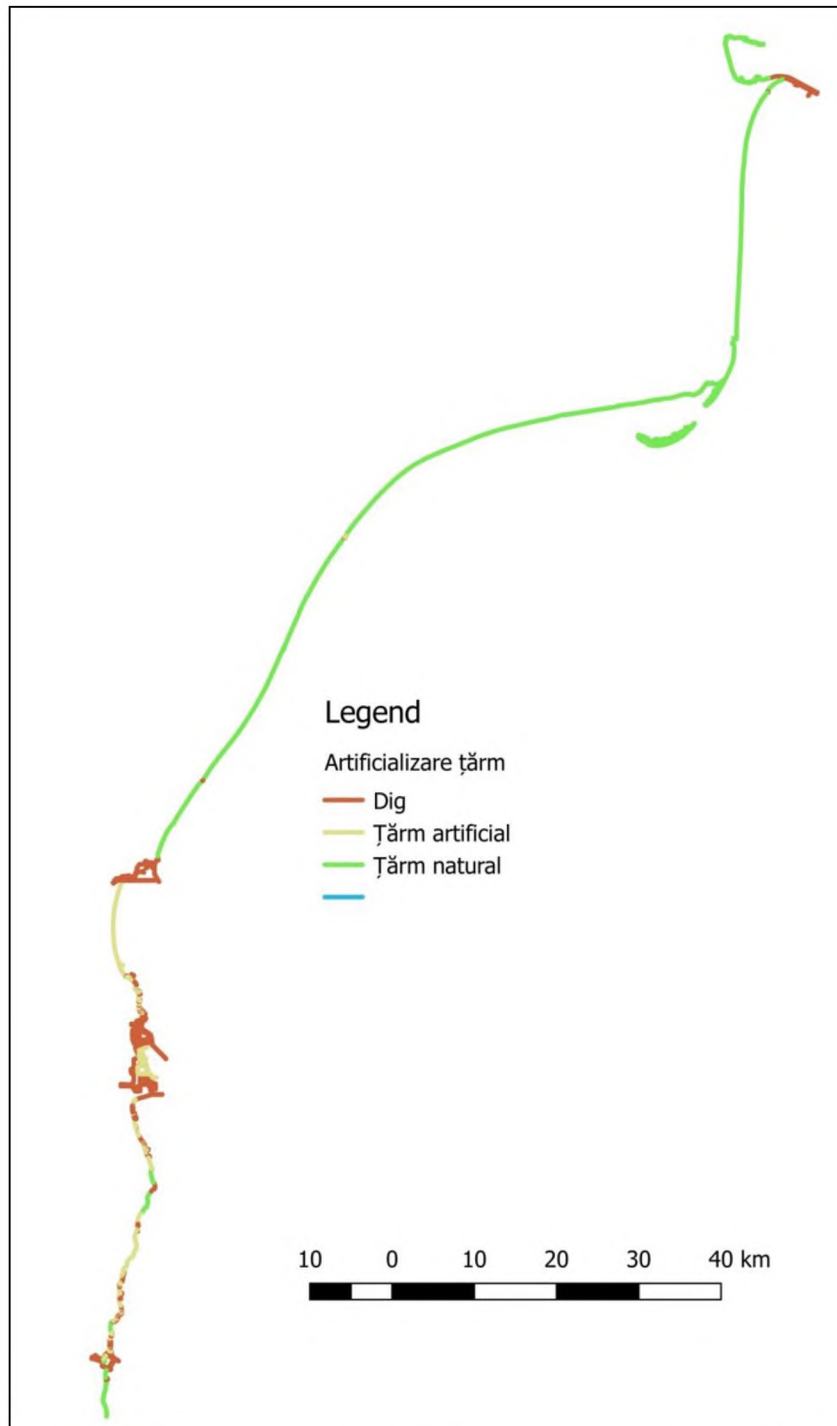 Legend
Artificializare țărm
Dig
Țărm artificial
Țărm natural
10 0 10 20 30 40 km